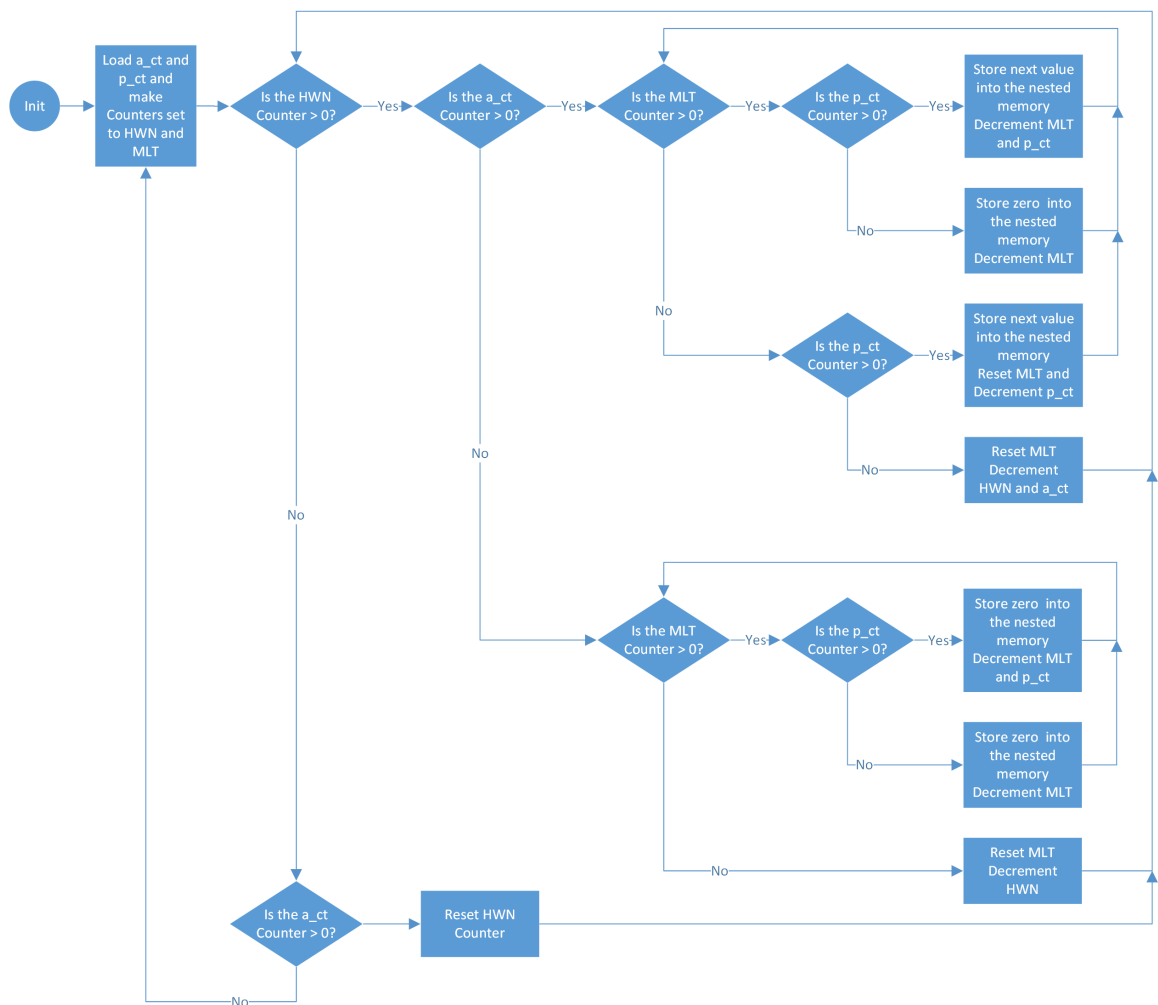 Init
Load a_ct and
p_ct and
make
Counters set
to HWN and
MLT
Is the HWN
Counter > 0?
Yes
Is the a_ct
Counter > 0?
Yes
Is the MLT
Counter > 0?
Yes
Is the p_ct
Counter > 0?
Yes
Store next value
into the nested
memory
Decrement MLT
and p_ct
No
Store zero into
the nested
memory
Decrement MLT
No
Is the p_ct
Counter > 0?
Yes
Store next value
into the nested
memory
Reset MLT and
Decrement p_ct
No
Reset MLT
Decrement
HWN and a_ct
No
No
Is the MLT
Counter > 0?
Yes
Is the p_ct
Counter > 0?
Yes
Store zero into
the nested
memory
Decrement MLT
and p_ct
No
Store zero into
the nested
memory
Decrement MLT
No
Reset MLT
Decrement
HWN
Is the a_ct
Counter > 0?
Reset HWN
Counter
No